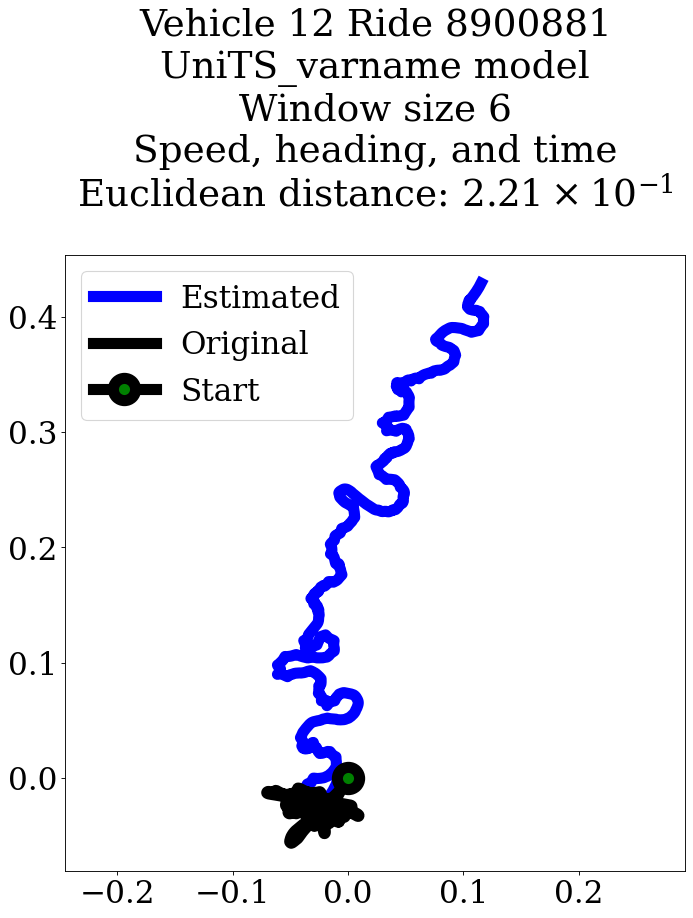 Vehicle 12 Ride 8900881
UniTS_varname model
Window size 6
Speed, heading, and time
Euclidean distance: 2.21 × 10⁻¹
Estimated
Original
Start
0.4
0.3
0.2
0.1
0.0
−0.2 −0.1 0.0 0.1 0.2